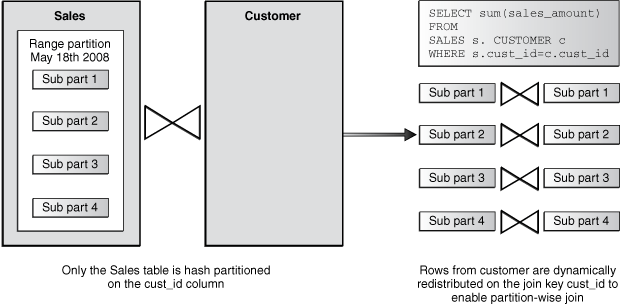 Sales
Range partition
May 18th 2008
Sub part 1
Sub part 2
Sub part 3
Sub part 4
Only the Sales table is hash partitioned
on the cust_id column
Customer
SELECT sum(sales_amount)
FROM
SALES s. CUSTOMER c
WHERE s.cust_id=c.cust_id
Sub part 1 Sub part 1
Sub part 2 Sub part 2
Sub part 3 Sub part 3
Sub part 4 Sub part 4
Rows from customer are dynamically
redistributed on the join key cust_id to
enable partition-wise join